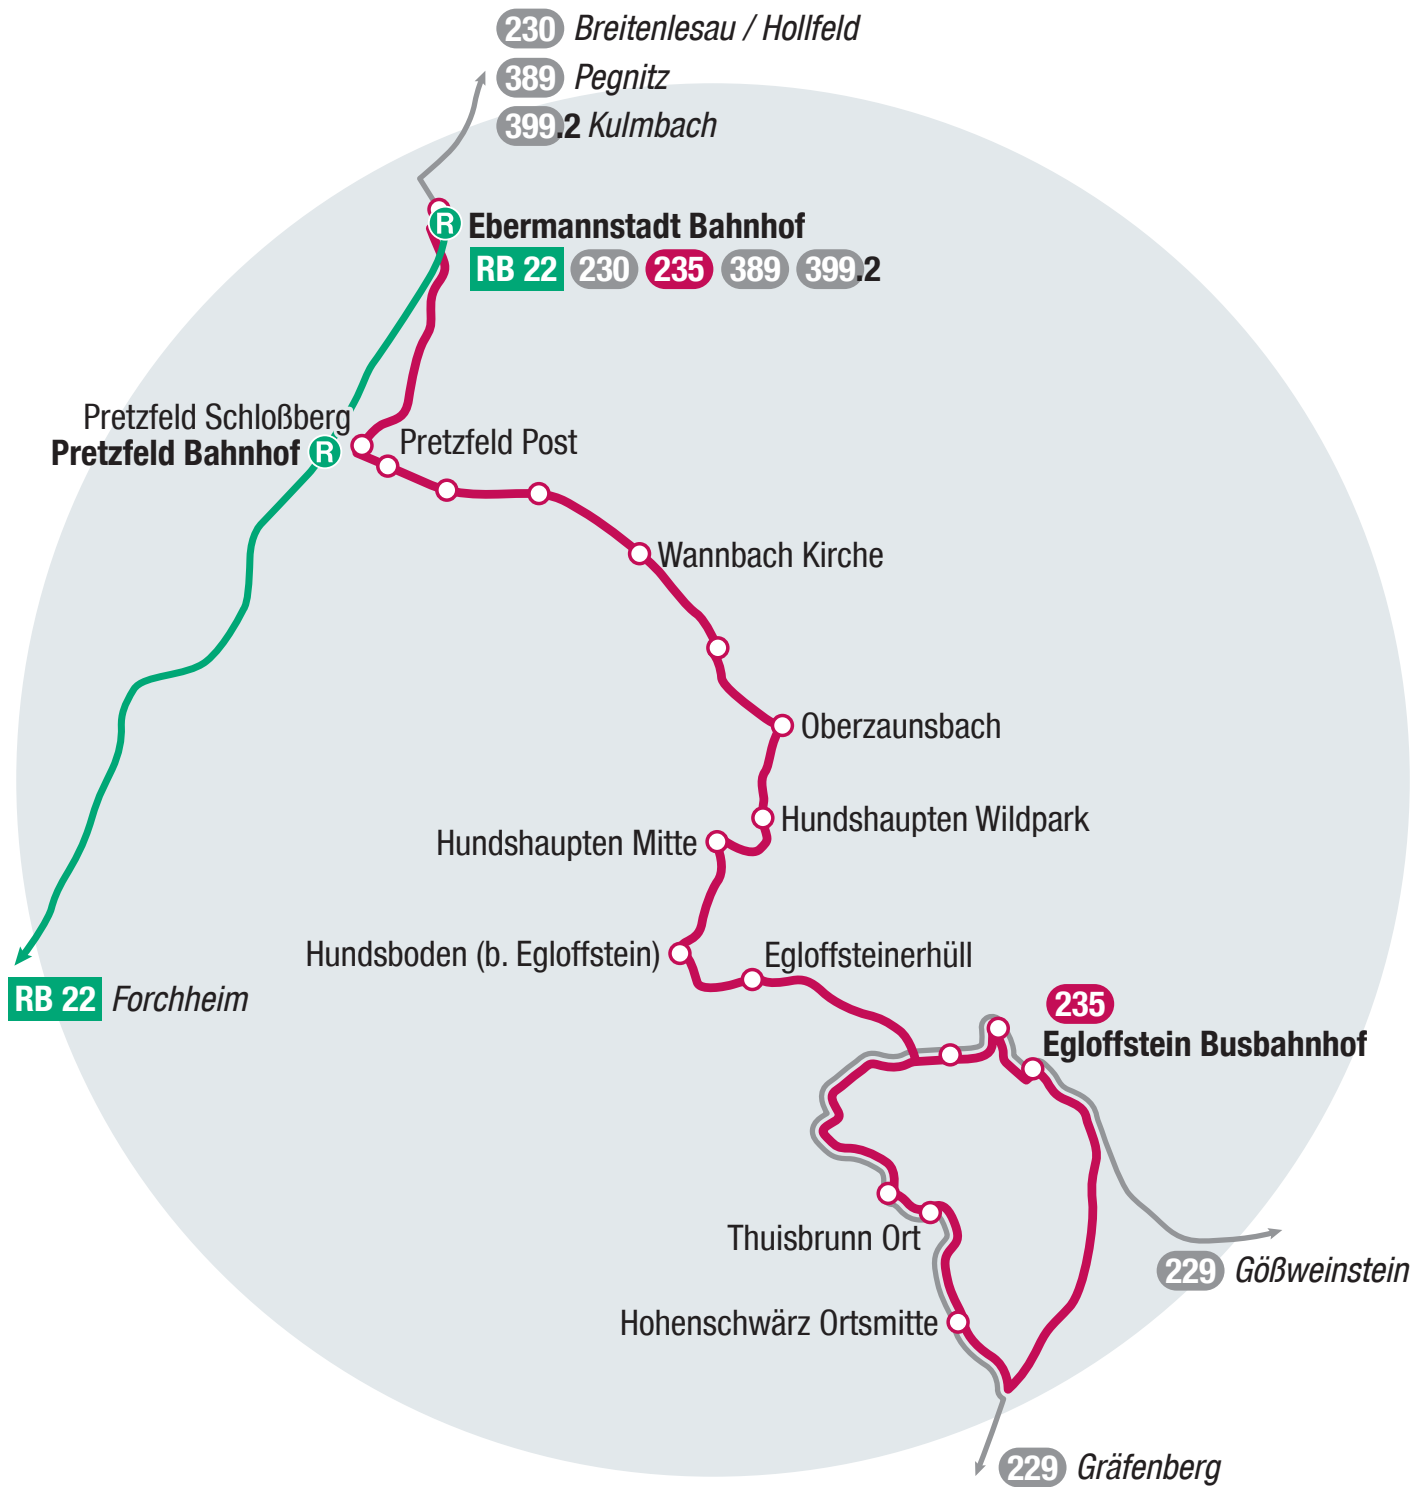 230 Breitenlesau / Hollfeld
389 Pegnitz
399.2 Kulmbach
R Ebermannstadt Bahnhof
RB 22 230 235 389 399.2
Pretzfeld Schloßberg
Pretzfeld Bahnhof R
Pretzfeld Post
Wannbach Kirche
Oberzaunsbach
Hundshaupten Wildpark
Hundshaupten Mitte
Hundsboden (b. Egloffstein)
Egloffsteinerhüll
RB 22 Forchheim
235
Egloffstein Busbahnhof
Thuisbrunn Ort
229 Gößweinstein
Hohenschwärz Ortsmitte
229 Gräfenberg